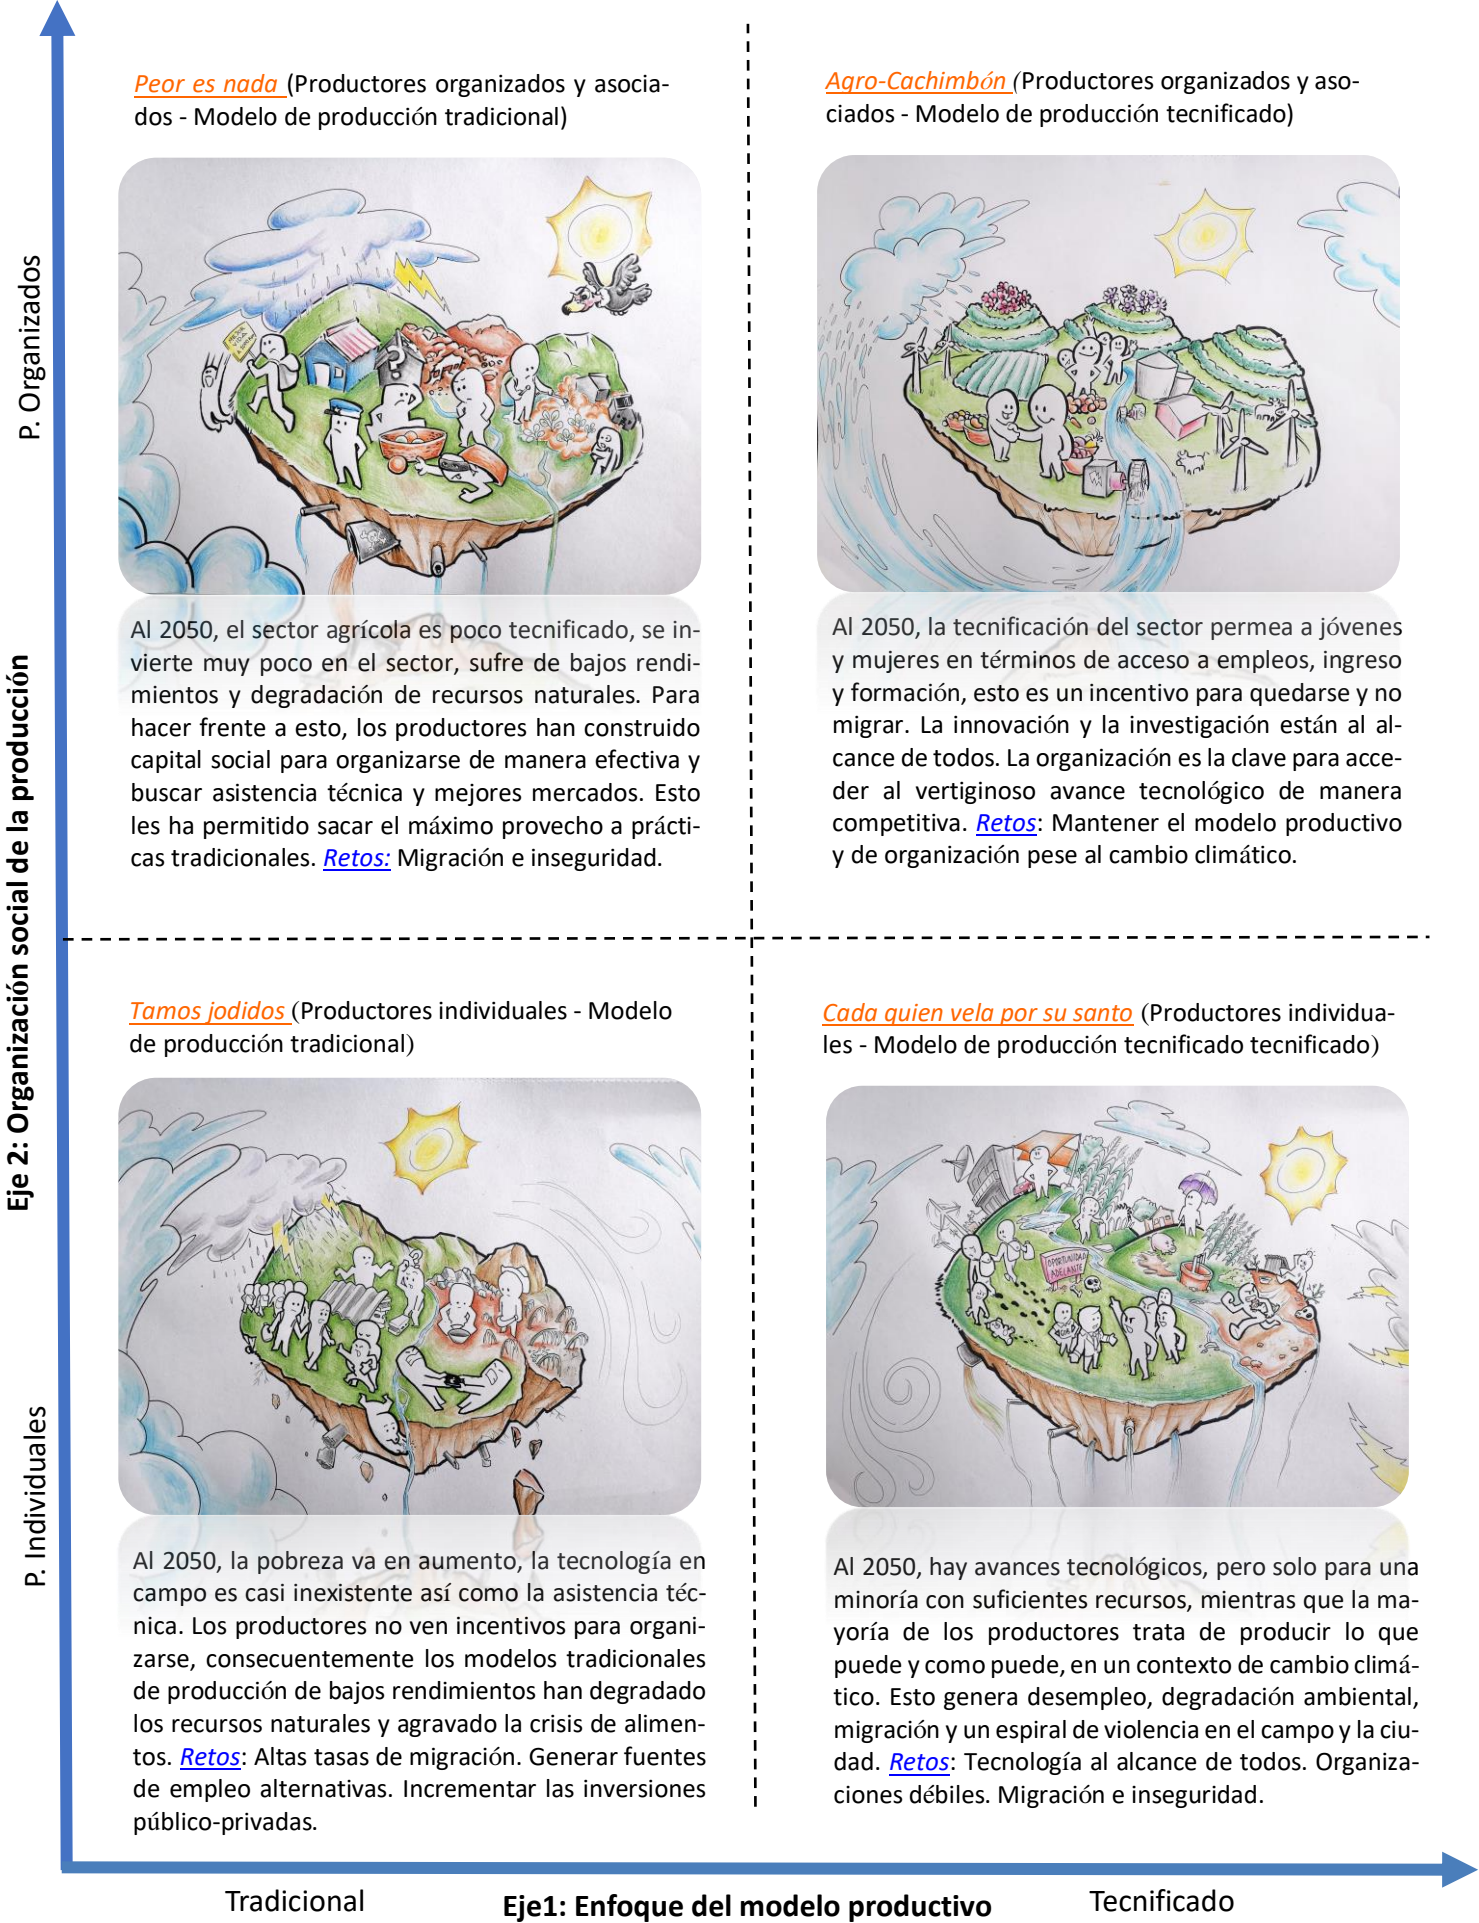 Peor es nada (Productores organizados y asocia-
dos - Modelo de producción tradicional)
Agro-Cachimbón (Productores organizados y aso-
ciados - Modelo de producción tecnificado)
P. Organizados
Al 2050, el sector agrícola es poco tecnificado, se in-
vierte muy poco en el sector, sufre de bajos rendi-
mientos y degradación de recursos naturales. Para
hacer frente a esto, los productores han construido
capital social para organizarse de manera efectiva y
buscar asistencia técnica y mejores mercados. Esto
les ha permitido sacar el máximo provecho a prácti-
cas tradicionales. Retos: Migración e inseguridad.
Al 2050, la tecnificación del sector permea a jóvenes
y mujeres en términos de acceso a empleos, ingreso
y formación, esto es un incentivo para quedarse y no
migrar. La innovación y la investigación están al al-
cance de todos. La organización es la clave para acce-
der al vertiginoso avance tecnológico de manera
competitiva. Retos: Mantener el modelo productivo
y de organización pese al cambio climático.
Eje 2: Organización social de la producción
Tamos jodidos (Productores individuales - Modelo
de producción tradicional)
Cada quien vela por su santo (Productores individua-
les - Modelo de producción tecnificado tecnificado)
OPORTUNIDAD
ADELANTE
P. Individuales
Al 2050, la pobreza va en aumento, la tecnología en
campo es casi inexistente así como la asistencia téc-
nica. Los productores no ven incentivos para organi-
zarse, consecuentemente los modelos tradicionales
de producción de bajos rendimientos han degradado
los recursos naturales y agravado la crisis de alimen-
tos. Retos: Altas tasas de migración. Generar fuentes
de empleo alternativas. Incrementar las inversiones
público-privadas.
Al 2050, hay avances tecnológicos, pero solo para una
minoría con suficientes recursos, mientras que la ma-
yoría de los productores trata de producir lo que
puede y como puede, en un contexto de cambio climá-
tico. Esto genera desempleo, degradación ambiental,
migración y un espiral de violencia en el campo y la ciu-
dad. Retos: Tecnología al alcance de todos. Organiza-
ciones débiles. Migración e inseguridad.
Tradicional
Eje1: Enfoque del modelo productivo
Tecnificado